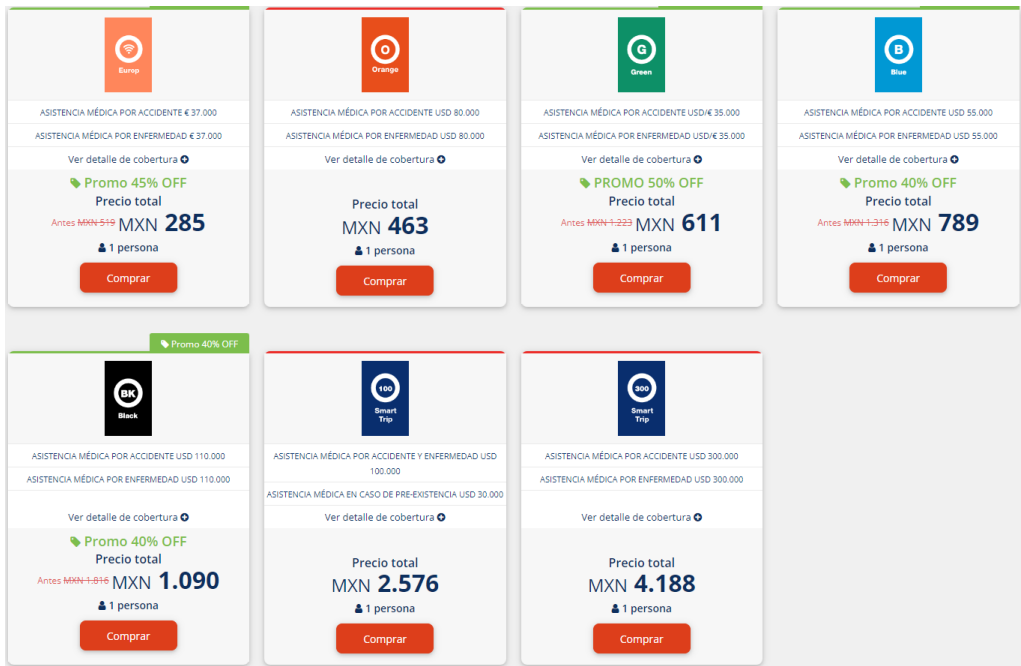 Europ
ASISTENCIA MÉDICA POR ACCIDENTE € 37.000
ASISTENCIA MÉDICA POR ENFERMEDAD € 37.000
Ver detalle de cobertura
Promo 45% OFF
Precio total
Antes MXN 519 MXN 285
1 persona
Comprar
O
Orange
ASISTENCIA MÉDICA POR ACCIDENTE USD 80.000
ASISTENCIA MÉDICA POR ENFERMEDAD USD 80.000
Ver detalle de cobertura
Precio total
MXN 463
1 persona
Comprar
G
Green
ASISTENCIA MÉDICA POR ACCIDENTE USD/€ 35.000
ASISTENCIA MÉDICA POR ENFERMEDAD USD/€ 35.000
Ver detalle de cobertura
PROMO 50% OFF
Precio total
Antes MXN 1.223 MXN 611
1 persona
Comprar
B
Blue
ASISTENCIA MÉDICA POR ACCIDENTE USD 55.000
ASISTENCIA MÉDICA POR ENFERMEDAD USD 55.000
Ver detalle de cobertura
Promo 40% OFF
Precio total
Antes MXN 1.316 MXN 789
1 persona
Comprar
Promo 40% OFF
BK
Black
ASISTENCIA MÉDICA POR ACCIDENTE USD 110.000
ASISTENCIA MÉDICA POR ENFERMEDAD USD 110.000
Ver detalle de cobertura
Promo 40% OFF
Precio total
Antes MXN 1.816 MXN 1.090
1 persona
Comprar
100
Smart
Trip
ASISTENCIA MÉDICA POR ACCIDENTE Y ENFERMEDAD USD
100.000
ASISTENCIA MÉDICA EN CASO DE PRE-EXISTENCIA USD 30.000
Ver detalle de cobertura
Precio total
MXN 2.576
1 persona
Comprar
300
Smart
Trip
ASISTENCIA MÉDICA POR ACCIDENTE USD 300.000
ASISTENCIA MÉDICA POR ENFERMEDAD USD 300.000
Ver detalle de cobertura
Precio total
MXN 4.188
1 persona
Comprar